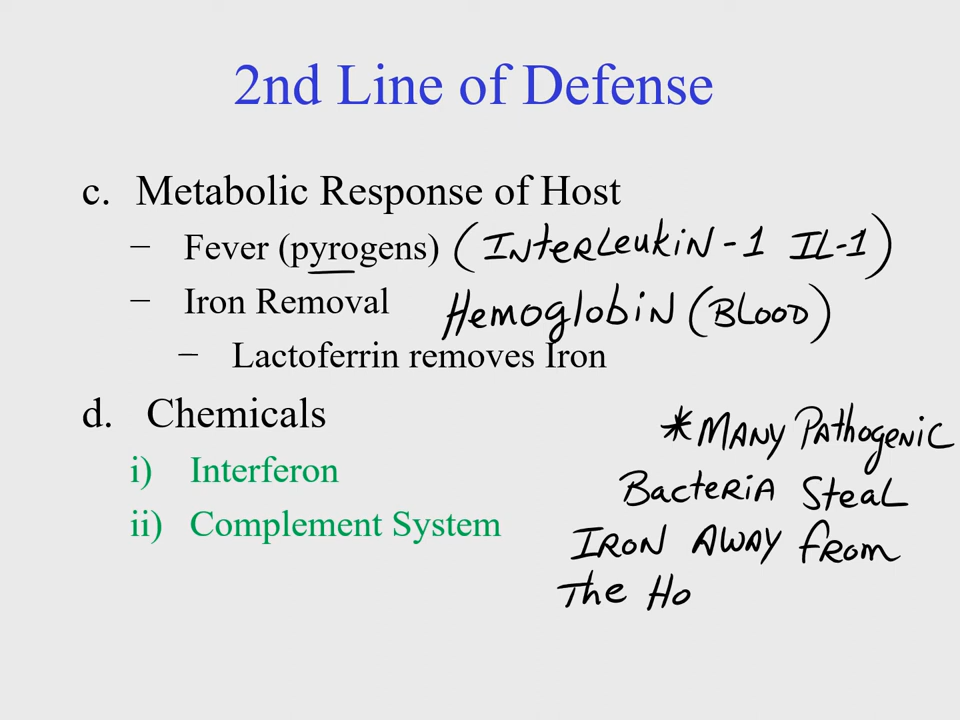 2nd Line of Defense
c. Metabolic Response of Host
– Fever (pyrogens) (INterLeukiN-1 IL-1)
– Iron Removal HemoglobiN (BLOOD)
– Lactoferrin removes Iron
d. Chemicals
*MANY PAthogeniC
i) Interferon
BacteRiA SteaL
ii) Complement System
IRON AWAY from
The Ho